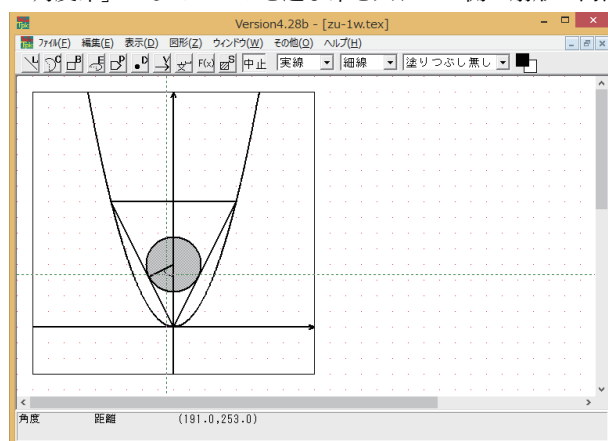 Version4.28b - [zu-1w.tex]
ファイル(F) 編集(E) 表示(D) 図形(Z) ウィンドウ(W) その他(O) ヘルプ(H)
L C B E P D V F(x) S 中止 実線 細線 塗りつぶし無し
角度 距離 (191.0,253.0)